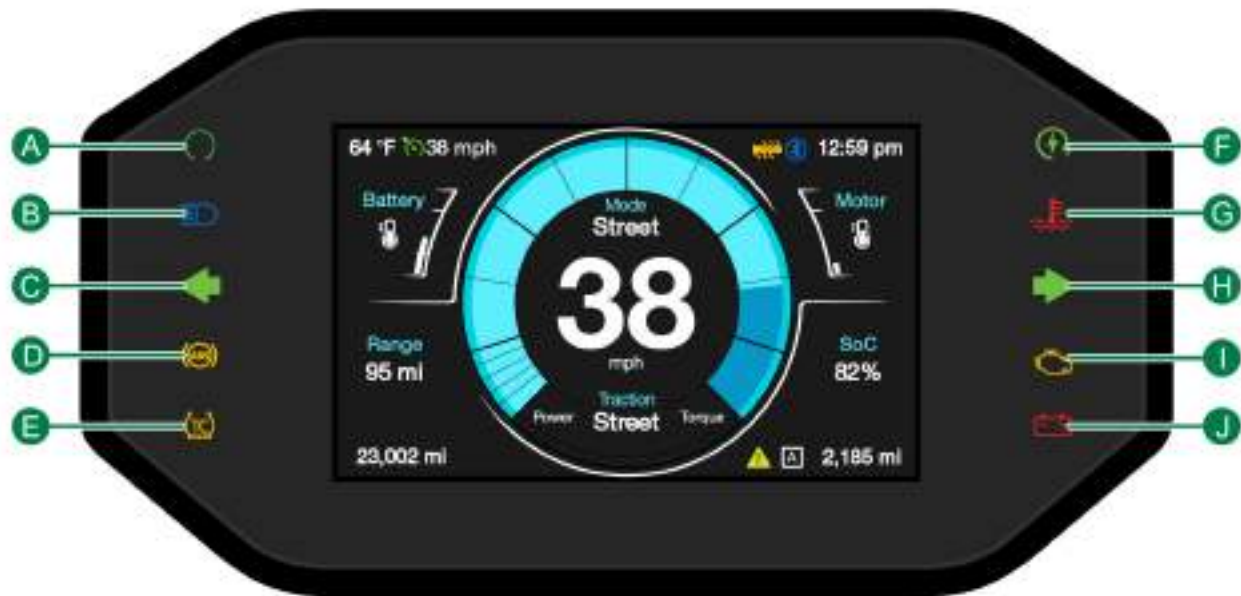 A
B
C
D
E
F
G
H
I
J
64 °F 38 mph
12:59 pm
Battery
Motor
Mode
Street
38
mph
Range
95 mi
SoC
82%
Power
Traction
Street
Torque
23,002 mi
A
2,185 mi